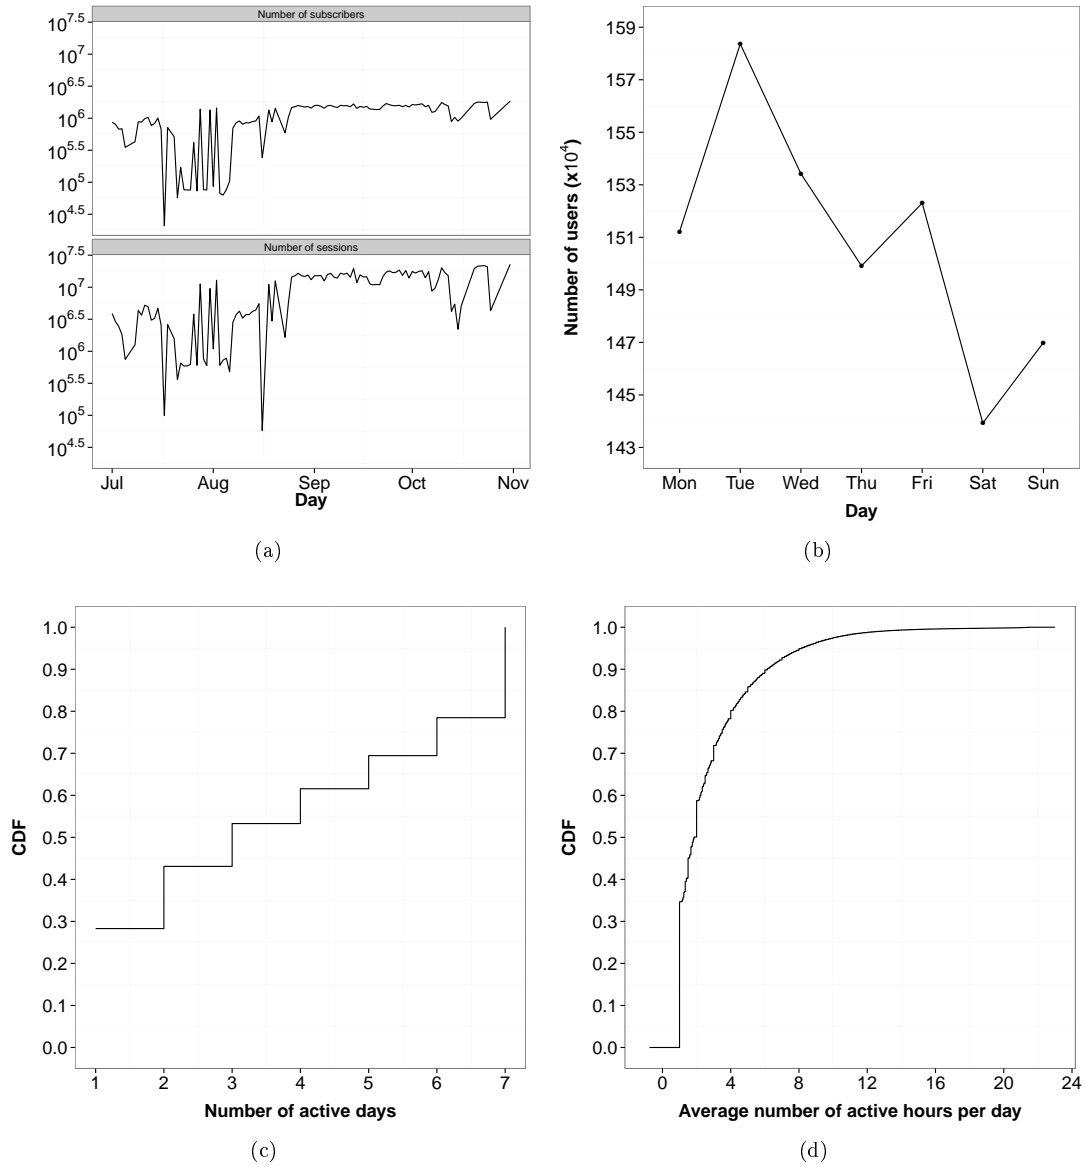 Number of subscribers
10^7.5
10^7
10^6.5
10^6
10^5.5
10^5
10^4.5
Number of sessions
10^7.5
10^7
10^6.5
10^6
10^5.5
10^5
10^4.5
Jul Aug Sep Oct Nov
Day
(a)
Number of users (x10^4)
159
157
155
153
151
149
147
145
143
Mon Tue Wed Thu Fri Sat Sun
Day
(b)
CDF
1.0
0.9
0.8
0.7
0.6
0.5
0.4
0.3
0.2
0.1
0.0
1 2 3 4 5 6 7
Number of active days
(c)
CDF
1.0
0.9
0.8
0.7
0.6
0.5
0.4
0.3
0.2
0.1
0.0
0 4 8 12 16 20 24
Average number of active hours per day
(d)